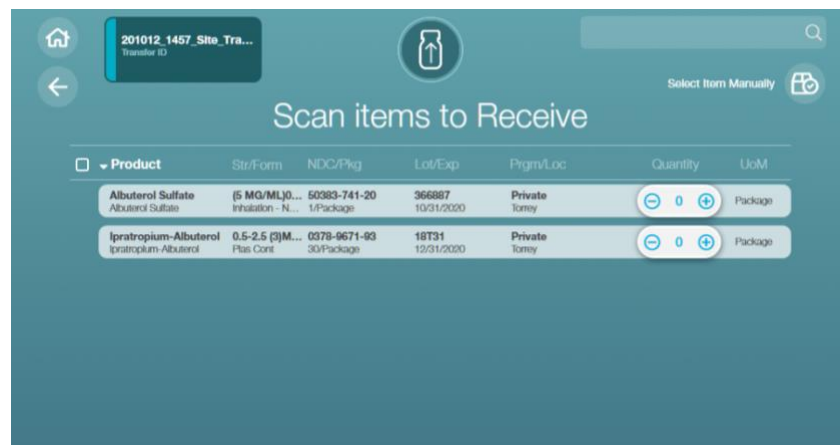 201012_1457_Site_Tra...
Transfer ID
Select Item Manually
Scan items to Receive
Product Str/Form NDC/Pkg Lot/Exp Prgm/Loc Quantity UoM
Albuterol Sulfate (5 MG/ML)0... 50383-741-20 366887 Private 0 Package
Albuterol Sulfate Inhalation - N... 1/Package 10/31/2020 Torrey
Ipratropium-Albuterol 0.5-2.5 (3)M... 0378-9671-93 18T31 Private 0 Package
Ipratropium-Albuterol Plas Cont 30/Package 12/31/2020 Torrey